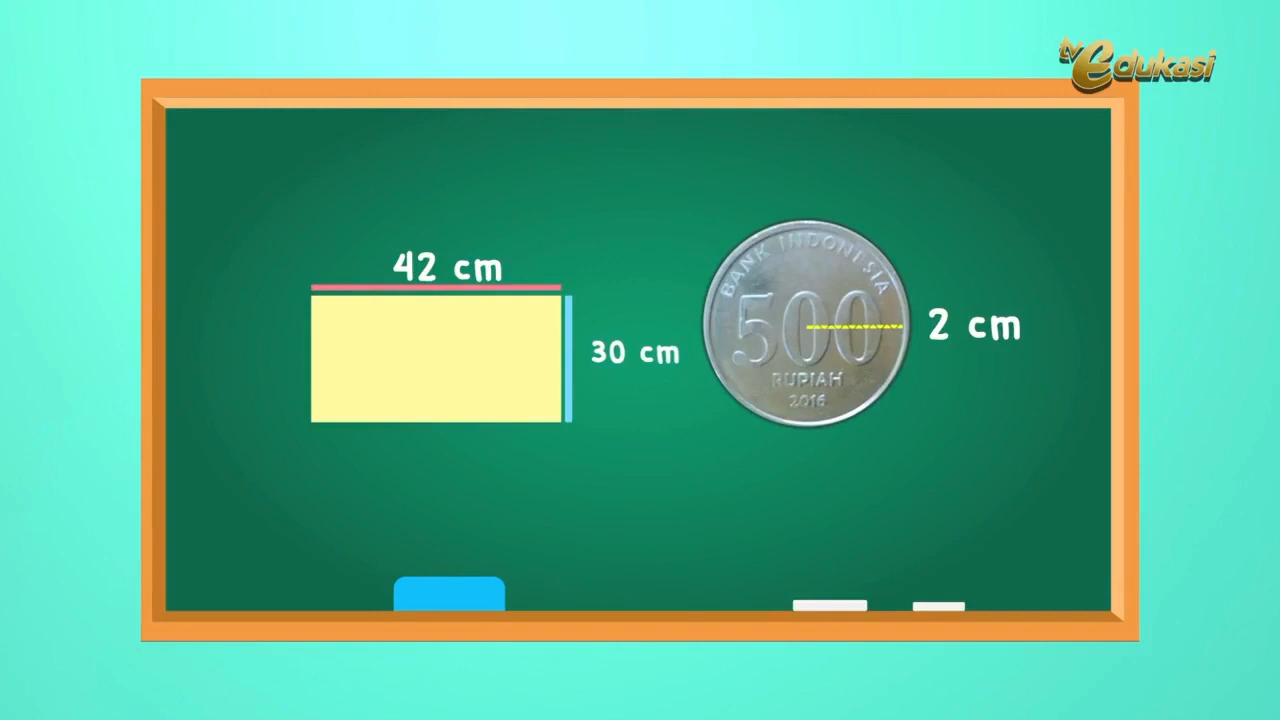 tv edukasi
42 cm
30 cm
BANK INDONESIA
500
RUPIAH
2016
2 cm